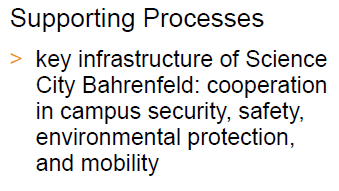 Supporting Processes
> key infrastructure of Science
City Bahrenfeld: cooperation
in campus security, safety,
environmental protection,
and mobility